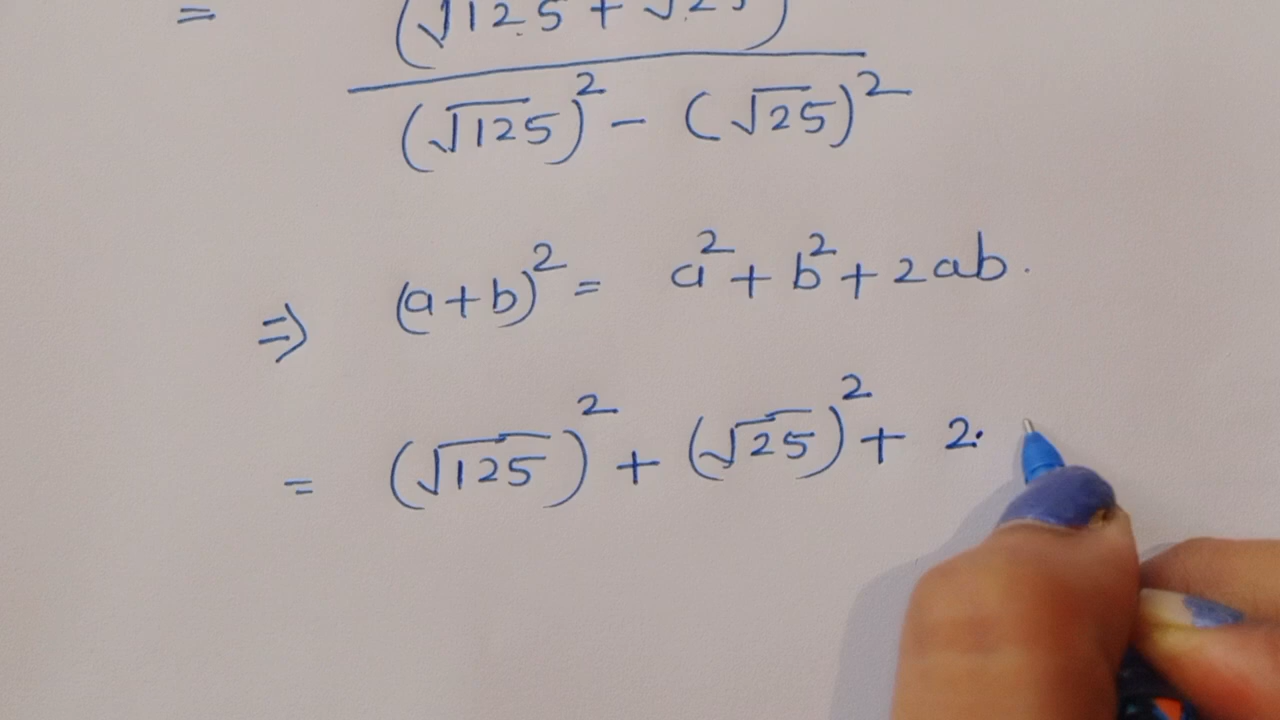 = (√125 + √25)
(√125)² - (√25)²
⇒ (a+b)² = a² + b² + 2ab.
= (√125)² + (√25)² + 2.